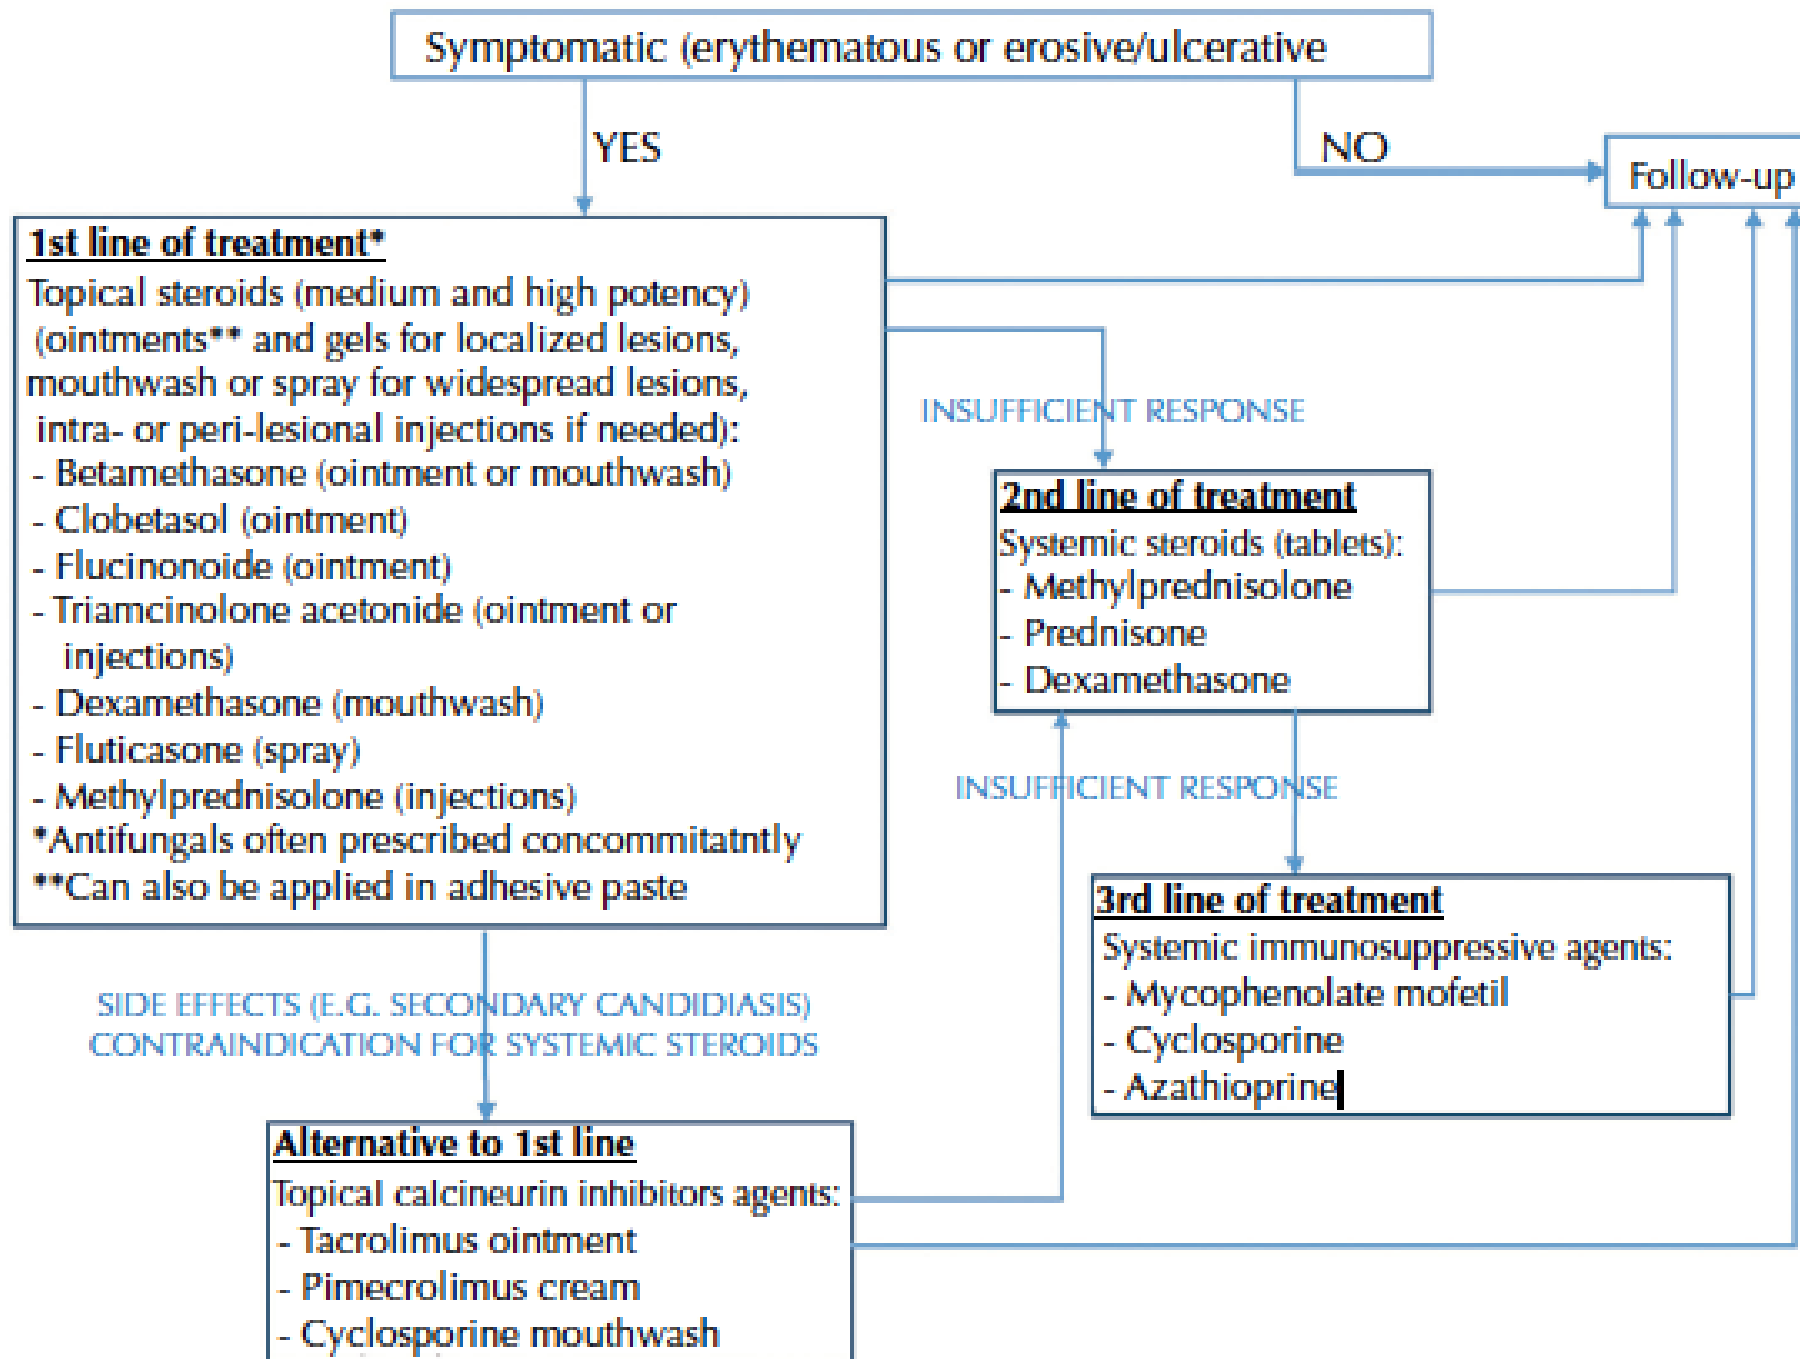 Symptomatic (erythematous or erosive/ulcerative
YES
NO
Follow-up
1st line of treatment*
Topical steroids (medium and high potency)
(ointments** and gels for localized lesions,
mouthwash or spray for widespread lesions,
intra- or peri-lesional injections if needed):
- Betamethasone (ointment or mouthwash)
- Clobetasol (ointment)
- Flucinonoide (ointment)
- Triamcinolone acetonide (ointment or
injections)
- Dexamethasone (mouthwash)
- Fluticasone (spray)
- Methylprednisolone (injections)
*Antifungals often prescribed concommitatntly
**Can also be applied in adhesive paste
INSUFFICIENT RESPONSE
2nd line of treatment
Systemic steroids (tablets):
- Methylprednisolone
- Prednisone
- Dexamethasone
INSUFFICIENT RESPONSE
3rd line of treatment
Systemic immunosuppressive agents:
- Mycophenolate mofetil
- Cyclosporine
- Azathioprine
SIDE EFFECTS (E.G. SECONDARY CANDIDIASIS)
CONTRAINDICATION FOR SYSTEMIC STEROIDS
Alternative to 1st line
Topical calcineurin inhibitors agents:
- Tacrolimus ointment
- Pimecrolimus cream
- Cyclosporine mouthwash